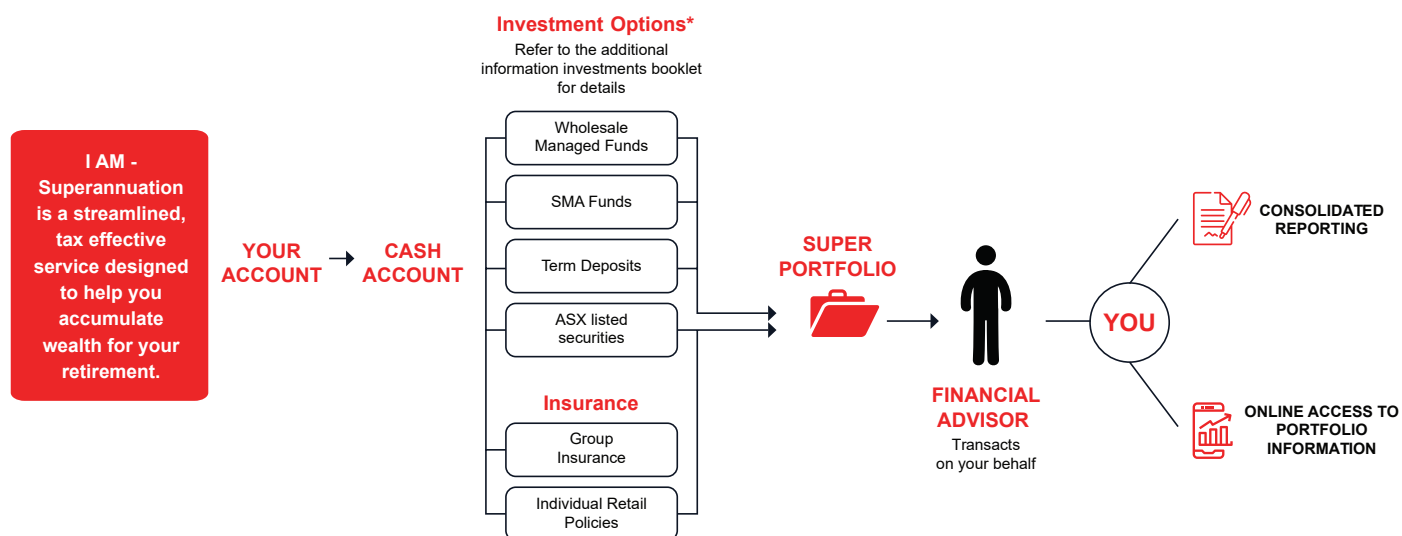 I AM -
Superannuation
is a streamlined,
tax effective
service designed
to help you
accumulate
wealth for your
retirement.
YOUR
ACCOUNT
CASH
ACCOUNT
Investment Options*
Refer to the additional
information investments booklet
for details
Wholesale
Managed Funds
SMA Funds
Term Deposits
ASX listed
securities
Insurance
Group
Insurance
Individual Retail
Policies
SUPER
PORTFOLIO
FINANCIAL
ADVISOR
Transacts
on your behalf
YOU
CONSOLIDATED
REPORTING
ONLINE ACCESS TO
PORTFOLIO
INFORMATION